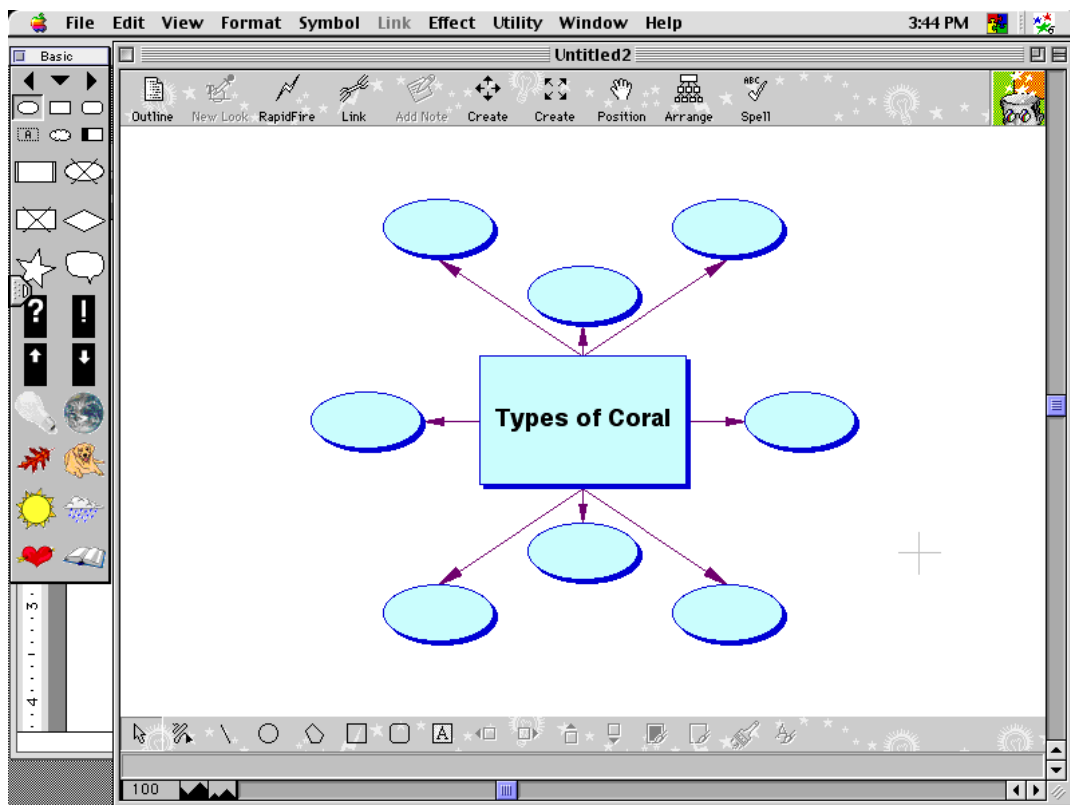 File Edit View Format Symbol Link Effect Utility Window Help 3:44 PM
Basic
Untitled2
Outline New Look RapidFire Link Add Note Create Create Position Arrange Spell
ABC
A
?
!
Types of Coral
3
4
A
100